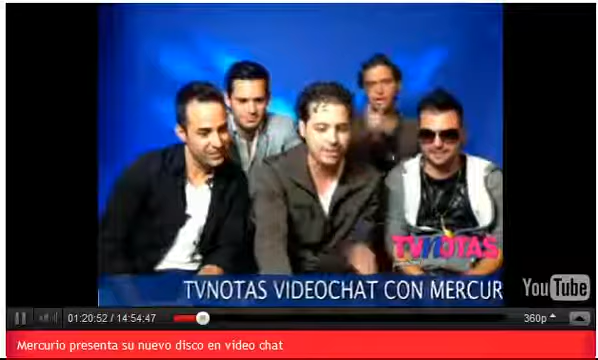 TVNOTAS
TVNOTAS VIDEOCHAT CON MERCUR
YouTube
01:20:52 / 14:54:47
360p
Mercurio presenta su nuevo disco en video chat